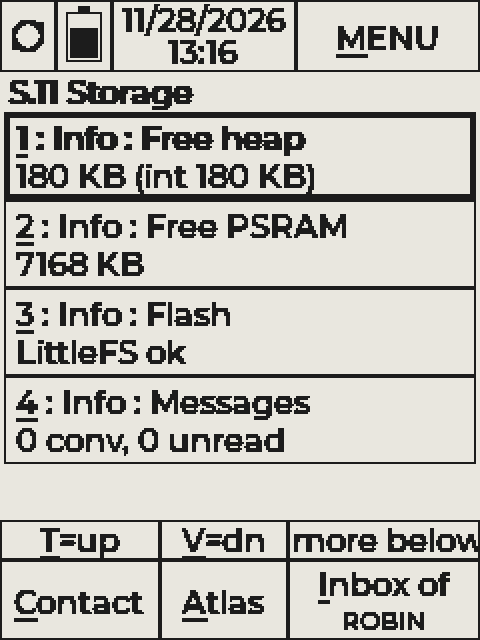 11/28/2026
13:16
MENU
S.11 Storage
1 : Info : Free heap
180 KB (int 180 KB)
2 : Info : Free PSRAM
7168 KB
3 : Info : Flash
LittleFS ok
4 : Info : Messages
0 conv, 0 unread
T=up
V=dn
more below
Contact
Atlas
Inbox of
ROBIN